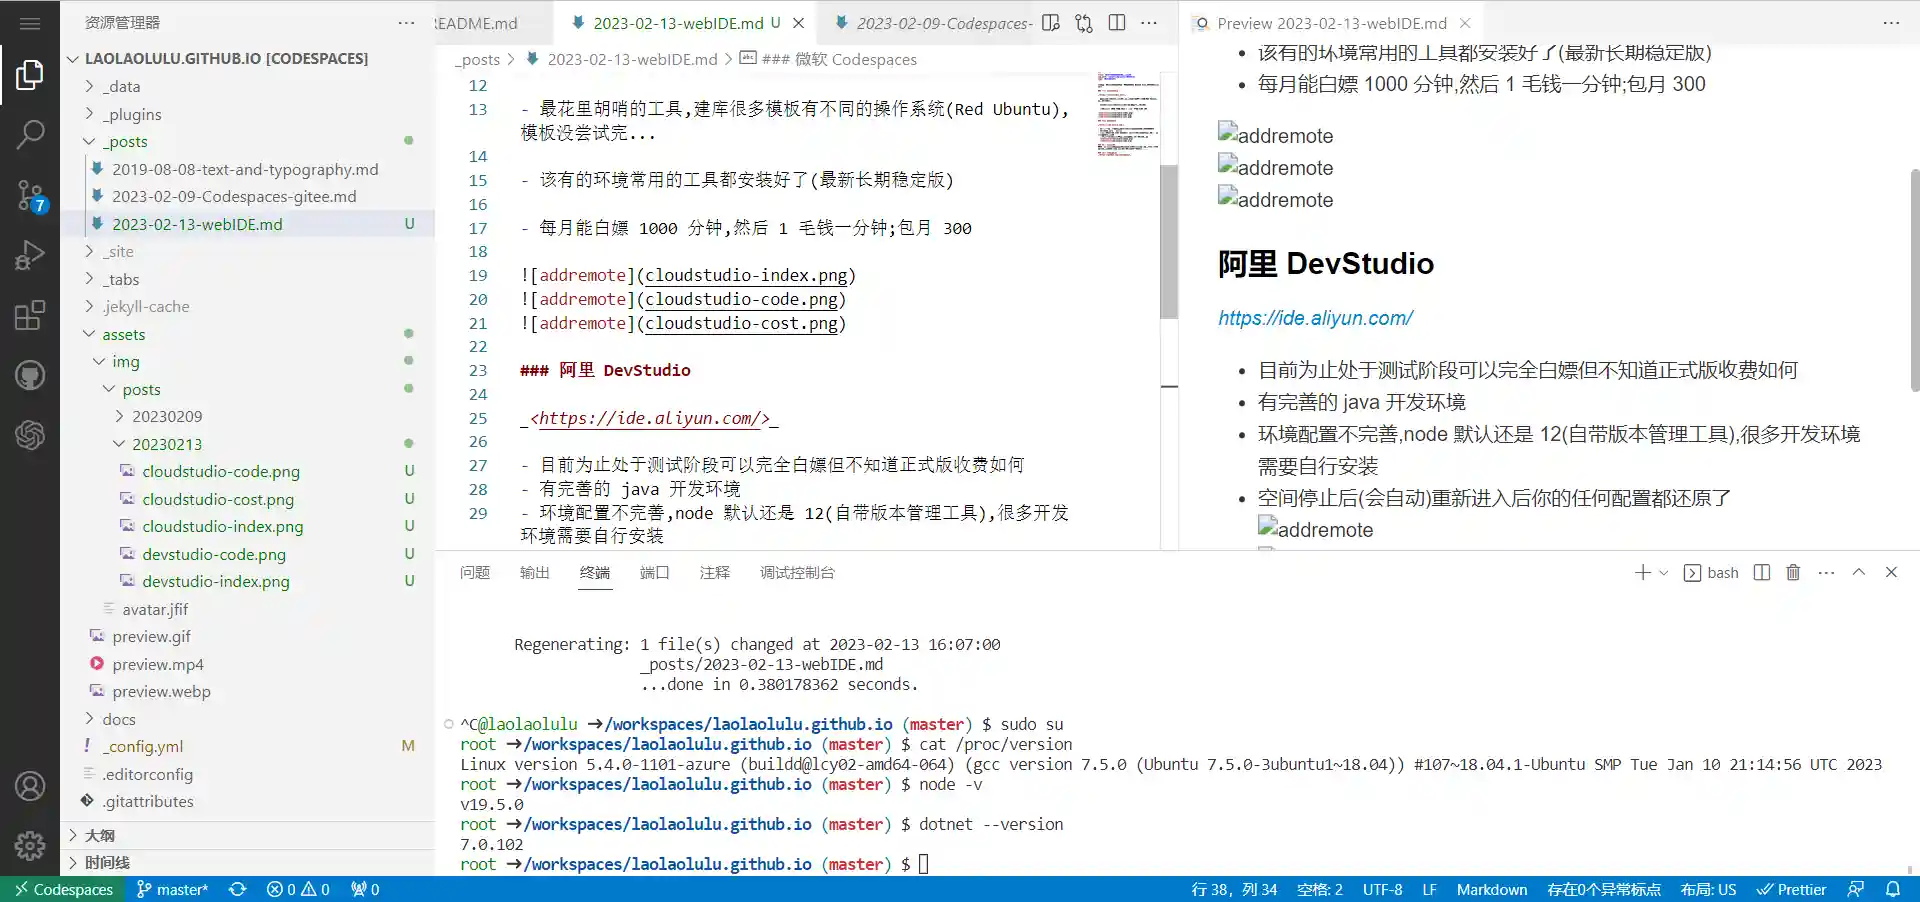 资源管理器
LAOLAOLULU.GITHUB.IO [CODESPACES]
_data
_plugins
_posts
2019-08-08-text-and-typography.md
2023-02-09-Codespaces-gitee.md
2023-02-13-webIDE.md U
_site
_tabs
.jekyll-cache
assets
img
posts
20230209
20230213
cloudstudio-code.png U
cloudstudio-cost.png U
cloudstudio-index.png U
devstudio-code.png U
devstudio-index.png U
avatar.jfif
preview.gif
preview.mp4
preview.webp
docs
_config.yml M
.editorconfig
.gitattributes
大纲
时间线
7
README.md
2023-02-13-webIDE.md U
2023-02-09-Codespaces-
_posts > 2023-02-13-webIDE.md > ### 微软 Codespaces
12
13 - 最花里胡哨的工具,建库很多模板有不同的操作系统(Red Ubuntu),
模板没尝试完...
14
15 - 该有的环境常用的工具都安装好了(最新长期稳定版)
16
17 - 每月能白嫖 1000 分钟,然后 1 毛钱一分钟;包月 300
18
19 ![addremote](cloudstudio-index.png)
20 ![addremote](cloudstudio-code.png)
21 ![addremote](cloudstudio-cost.png)
22
23 ### 阿里 DevStudio
24
25 _<https://ide.aliyun.com/>_
26
27 - 目前为止处于测试阶段可以完全白嫖但不知道正式版收费如何
28 - 有完善的 java 开发环境
29 - 环境配置不完善,node 默认还是 12(自带版本管理工具),很多开发
环境需要自行安装
Preview 2023-02-13-webIDE.md
• 该有的环境常用的工具都安装好了(最新长期稳定版)
• 每月能白嫖 1000 分钟,然后 1 毛钱一分钟;包月 300
addremote
addremote
addremote
阿里 DevStudio
https://ide.aliyun.com/
• 目前为止处于测试阶段可以完全白嫖但不知道正式版收费如何
• 有完善的 java 开发环境
• 环境配置不完善,node 默认还是 12(自带版本管理工具),很多开发环境
需要自行安装
• 空间停止后(会自动)重新进入后你的任何配置都还原了
addremote
问题 输出 终端 端口 注释 调试控制台
bash
Regenerating: 1 file(s) changed at 2023-02-13 16:07:00
_posts/2023-02-13-webIDE.md
...done in 0.380178362 seconds.
^C@laolaolulu ➜/workspaces/laolaolulu.github.io (master) $ sudo su
root ➜/workspaces/laolaolulu.github.io (master) $ cat /proc/version
Linux version 5.4.0-1101-azure (buildd@lcy02-amd64-064) (gcc version 7.5.0 (Ubuntu 7.5.0-3ubuntu1~18.04)) #107~18.04.1-Ubuntu SMP Tue Jan 10 21:14:56 UTC 2023
root ➜/workspaces/laolaolulu.github.io (master) $ node -v
v19.5.0
root ➜/workspaces/laolaolulu.github.io (master) $ dotnet --version
7.0.102
root ➜/workspaces/laolaolulu.github.io (master) $
Codespaces master* 0 0 0 行 38, 列 34 空格: 2 UTF-8 LF Markdown 存在0个异常标点 布局: US Prettier